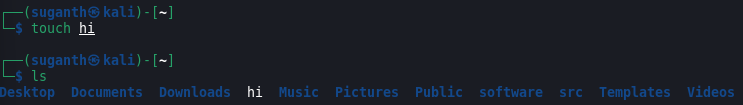 ┌──(suganth㉿kali)-[~]
└─$ touch hi
┌──(suganth㉿kali)-[~]
└─$ ls
Desktop Documents Downloads hi Music Pictures Public software src Templates Videos